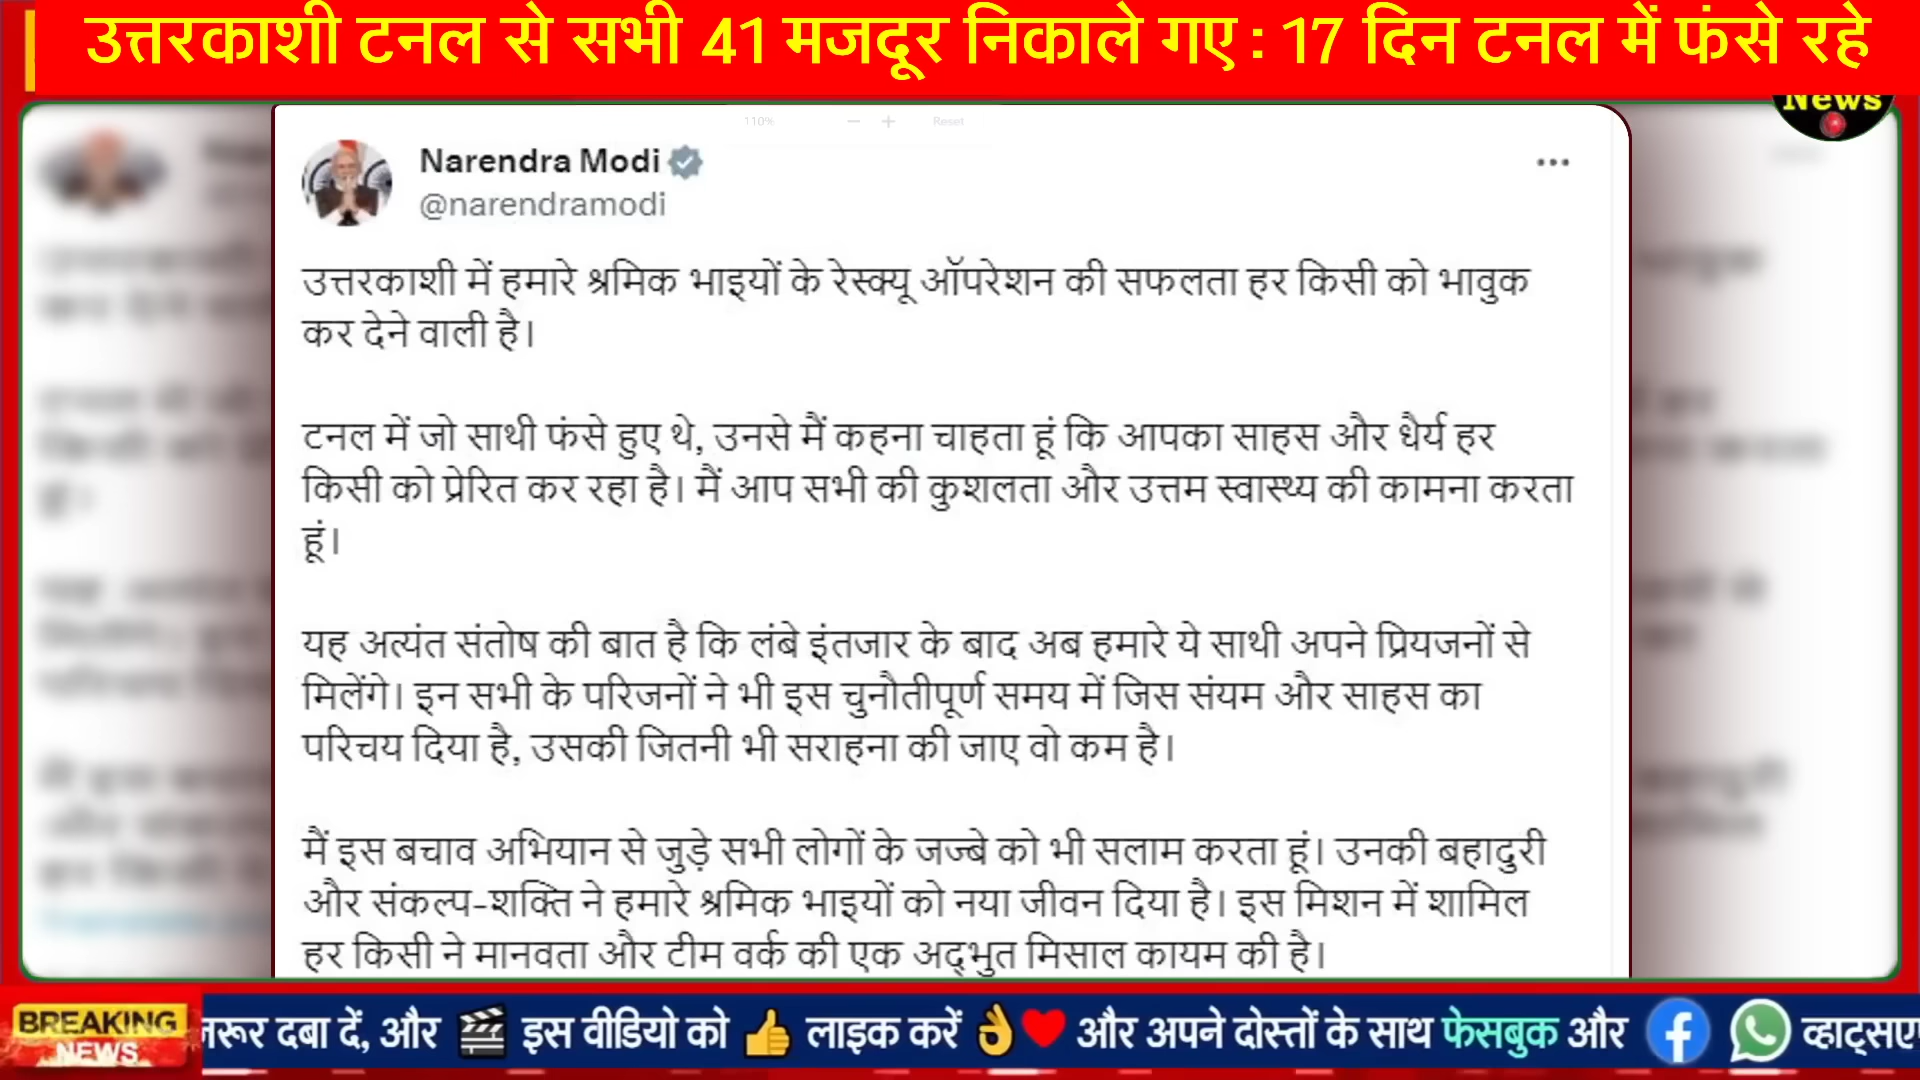 उत्तरकाशी टनल से सभी 41 मजदूर निकाले गए : 17 दिन टनल में फंसे रहे
News
110% − + Reset
Narendra Modi
@narendramodi
उत्तरकाशी में हमारे श्रमिक भाइयों के रेस्क्यू ऑपरेशन की सफलता हर किसी को भावुक
कर देने वाली है।
टनल में जो साथी फंसे हुए थे, उनसे मैं कहना चाहता हूं कि आपका साहस और धैर्य हर
किसी को प्रेरित कर रहा है। मैं आप सभी की कुशलता और उत्तम स्वास्थ्य की कामना करता
हूं।
यह अत्यंत संतोष की बात है कि लंबे इंतजार के बाद अब हमारे ये साथी अपने प्रियजनों से
मिलेंगे। इन सभी के परिजनों ने भी इस चुनौतीपूर्ण समय में जिस संयम और साहस का
परिचय दिया है, उसकी जितनी भी सराहना की जाए वो कम है।
मैं इस बचाव अभियान से जुड़े सभी लोगों के जज्बे को भी सलाम करता हूं। उनकी बहादुरी
और संकल्प-शक्ति ने हमारे श्रमिक भाइयों को नया जीवन दिया है। इस मिशन में शामिल
हर किसी ने मानवता और टीम वर्क की एक अद्भुत मिसाल कायम की है।
BREAKING
NEWS
दबा दें, और इस वीडियो को लाइक करें और अपने दोस्तों के साथ फेसबुक और